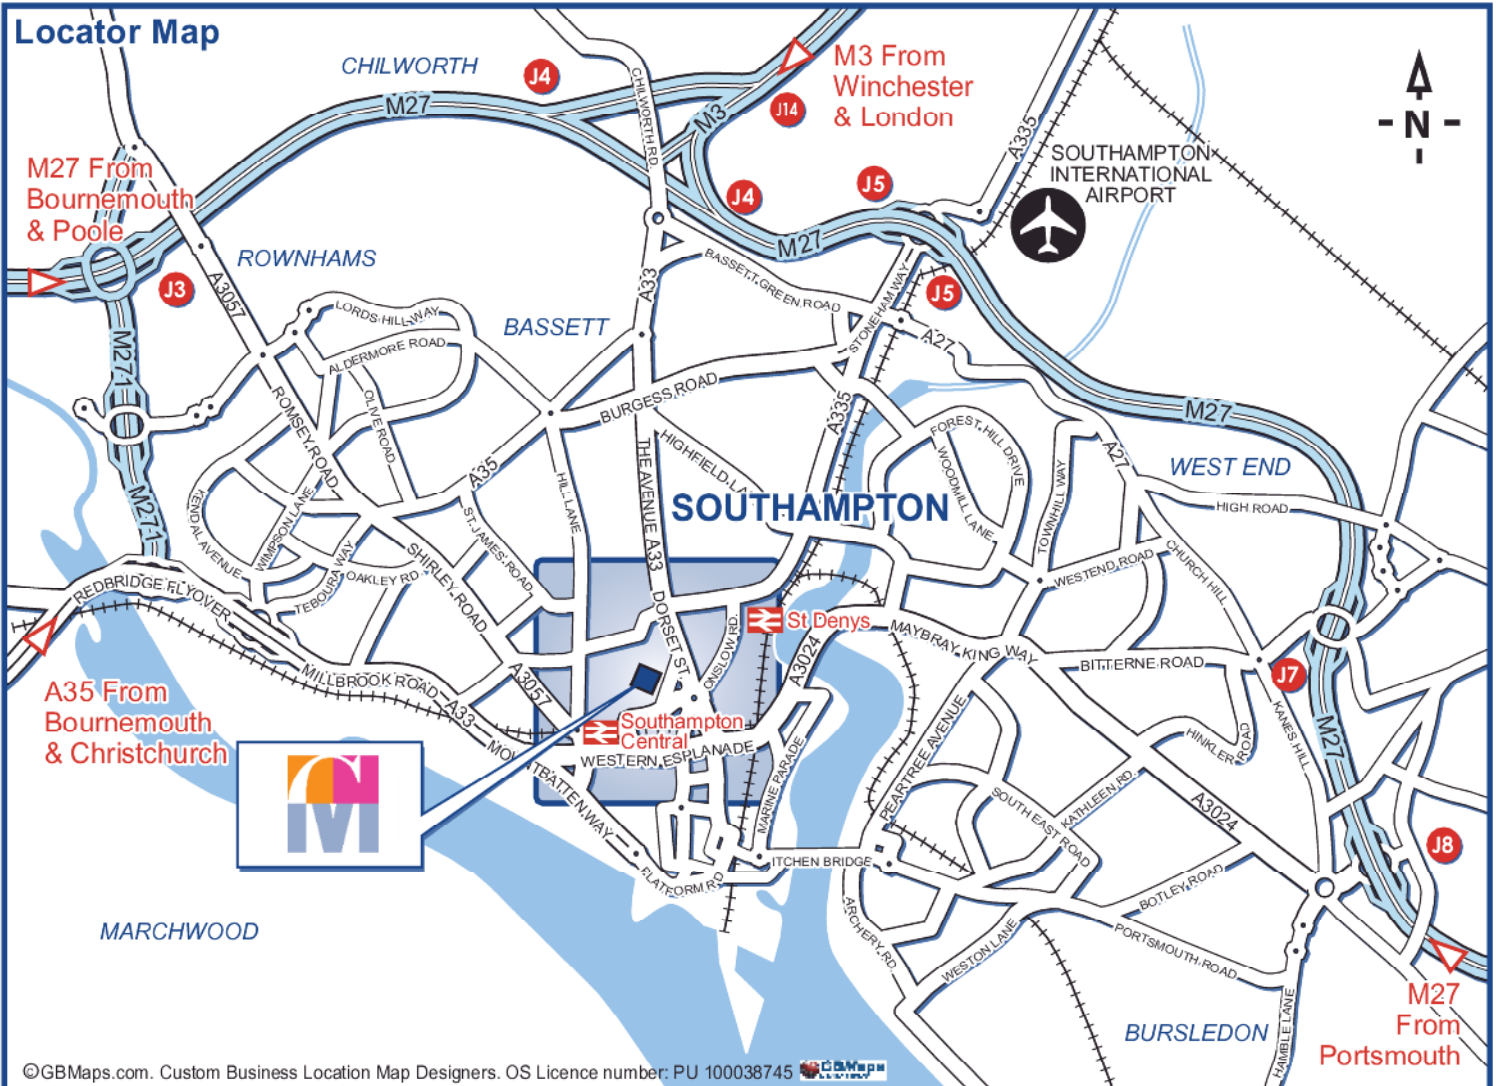 Locator Map
CHILWORTH
J4
M3 From
Winchester
& London
J14
M27
M3
CHILWORTH RD.
A335
N
SOUTHAMPTON
INTERNATIONAL
AIRPORT
M27 From
Bournemouth
& Poole
J4
J5
M27
ROWNHAMS
J3
A3057
A33
BASSETT GREEN ROAD
STONEHAM WAY
J5
LORDS HILL WAY
BASSETT
A27
ALDERMORE ROAD
M271
ROMSEY ROAD
OLIVE ROAD
BURGESS ROAD
A335
M27
FOREST HILL DRIVE
WOODMILL LANE
A27
WEST END
HIGHFIELD LA
THE AVENUE A33
A35
HILL LANE
SOUTHAMPTON
TOWNHILL WAY
HIGH ROAD
M271
KENDAL AVENUE
WIMPSON LANE
ST. JAMES' ROAD
TEBOURA WAY
OAKLEY RD.
SHIRLEY ROAD
WESTEND ROAD
CHURCH HILL
REDBRIDGE FLYOVER
DORSET ST.
ONSLOW RD.
St Denys
A3024
MAYBRAY KING WAY
BITTERNE ROAD
J7
MILLBROOK ROAD
A33
A3057
A35 From
Bournemouth
& Christchurch
Southampton
Central
WESTERN ESPLANADE
MOUNTBATTEN WAY
MARINE PARADE
PEARTREE AVENUE
HINKLER ROAD
KANES HILL
M27
CM
SOUTH EAST ROAD
KATHLEEN RD.
A3024
J8
ITCHEN BRIDGE
PLATFORM RD
BOTLEY ROAD
ARCHERY RD.
WESTON LANE
PORTSMOUTH ROAD
MARCHWOOD
HAMBLE LANE
BURSLEDON
M27
From
Portsmouth
©GBMaps.com. Custom Business Location Map Designers. OS Licence number: PU 100038745
GBMaps